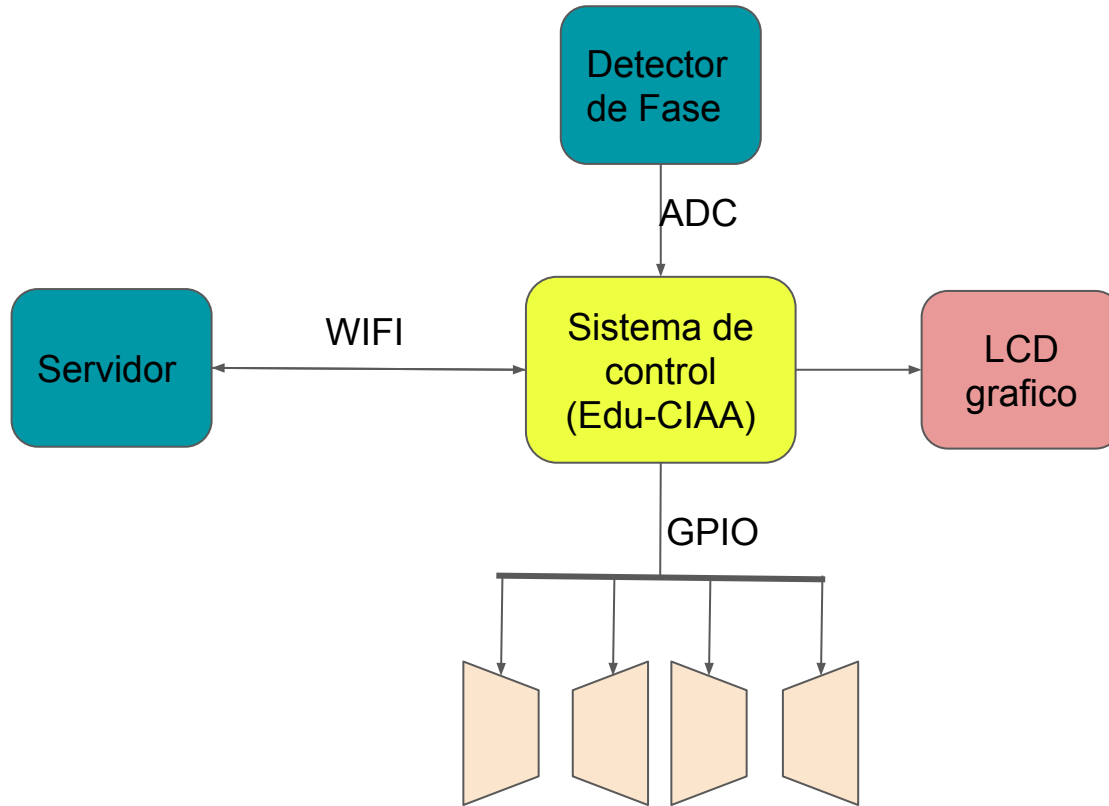 Detector
de Fase
ADC
Servidor
WIFI
Sistema de
control
(Edu-CIAA)
LCD
grafico
GPIO